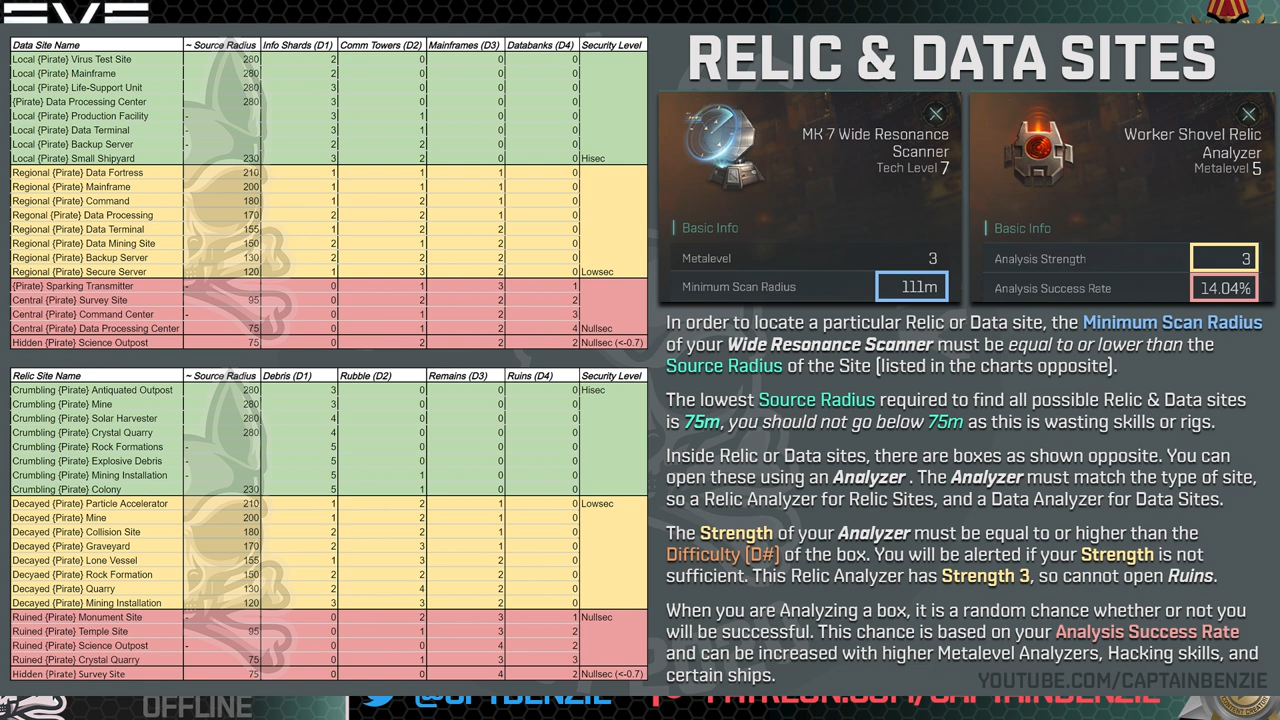 EVE
Data Site Name ~ Source Radius Info Shards (D1) Comm Towers (D2) Mainframes (D3) Databanks (D4) Security Level
Local {Pirate} Virus Test Site 280 2 0 0 0
Local {Pirate} Mainframe 280 2 0 0 0
Local {Pirate} Life-Support Unit 280 3 0 0 0
{Pirate} Data Processing Center 280 3 0 0 0
Local {Pirate} Production Facility - 3 1 0 0
Local {Pirate} Data Terminal - 3 1 0 0
Local {Pirate} Backup Server - 2 2 0 0
Local {Pirate} Small Shipyard 230 3 2 0 0 Hisec
Regional {Pirate} Data Fortress 210 1 1 1 0
Regional {Pirate} Mainframe 200 1 1 1 0
Regional {Pirate} Command 180 1 2 1 0
Regonal {Pirate} Data Processing 170 2 2 1 0
Regional {Pirate} Data Terminal 155 1 1 2 0
Regional {Pirate} Data Mining Site 150 2 1 2 0
Regional {Pirate} Backup Server 130 2 2 2 0
Regional {Pirate} Secure Server 120 1 3 2 0 Lowsec
{Pirate} Sparking Transmitter - 0 1 3 1
Central {Pirate} Survey Site 95 0 2 2 2
Central {Pirate} Command Center - 0 1 2 3
Central {Pirate} Data Processing Center 75 0 1 2 4 Nullsec
Hidden {Pirate} Science Outpost 75 0 2 2 2 Nullsec (<-0.7)
Relic Site Name ~ Source Radius Debris (D1) Rubble (D2) Remains (D3) Ruins (D4) Security Level
Crumbling {Pirate} Antiquated Outpost 280 3 0 0 0 Hisec
Crumbling {Pirate} Mine 280 3 0 0 0
Crumbling {Pirate} Solar Harvester 280 4 0 0 0
Crumbling {Pirate} Crystal Quarry 280 4 0 0 0
Crumbling {Pirate} Rock Formations - 5 0 0 0
Crumbling {Pirate} Explosive Debris - 5 0 0 0
Crumbling {Pirate} Mining Installation - 4 1 0 0
Crumbling {Pirate} Colony 230 5 1 0 0
Decayed {Pirate} Particle Accelerator 210 1 2 1 0 Lowsec
Decayed {Pirate} Mine 200 1 2 1 0
Decayed {Pirate} Collision Site 180 2 2 1 0
Decayed {Pirate} Graveyard 170 2 3 1 0
Decayed {Pirate} Lone Vessel 155 1 3 2 0
Decyaed {Pirate} Rock Formation 150 2 2 2 0
Decayed {Pirate} Quarry 130 2 4 2 0
Decayed {Pirate} Mining Installation 120 3 3 2 0
Ruined {Pirate} Monument Site - 0 2 3 1 Nullsec
Ruined {Pirate} Temple Site 95 0 1 3 2
Ruined {Pirate} Science Outpost - 0 0 4 2
Ruined {Pirate} Crystal Quarry 75 0 1 3 3
Hidden {Pirate} Survey Site 75 0 0 4 2 Nullsec (<-0.7)
RELIC & DATA SITES
MK 7 Wide Resonance
Scanner
Tech Level 7
Basic Info
Metalevel 3
Minimum Scan Radius 111m
Worker Shovel Relic
Analyzer
Metalevel 5
Basic Info
Analysis Strength 3
Analysis Success Rate 14.04%
In order to locate a particular Relic or Data site, the Minimum Scan Radius
of your Wide Resonance Scanner must be equal to or lower than the
Source Radius of the Site (listed in the charts opposite).
The lowest Source Radius required to find all possible Relic & Data sites
is 75m, you should not go below 75m as this is wasting skills or rigs.
Inside Relic or Data sites, there are boxes as shown opposite. You can
open these using an Analyzer . The Analyzer must match the type of site,
so a Relic Analyzer for Relic Sites, and a Data Analyzer for Data Sites.
The Strength of your Analyzer must be equal to or higher than the
Difficulty (D#) of the box. You will be alerted if your Strength is not
sufficient. This Relic Analyzer has Strength 3, so cannot open Ruins.
When you are Analyzing a box, it is a random chance whether or not you
will be successful. This chance is based on your Analysis Success Rate
and can be increased with higher Metalevel Analyzers, Hacking skills, and
certain ships.
YOUTUBE.COM/CAPTAINBENZIE
OFFLINE @CPTBENZIE PATREON.COM/CAPTAINBENZIE